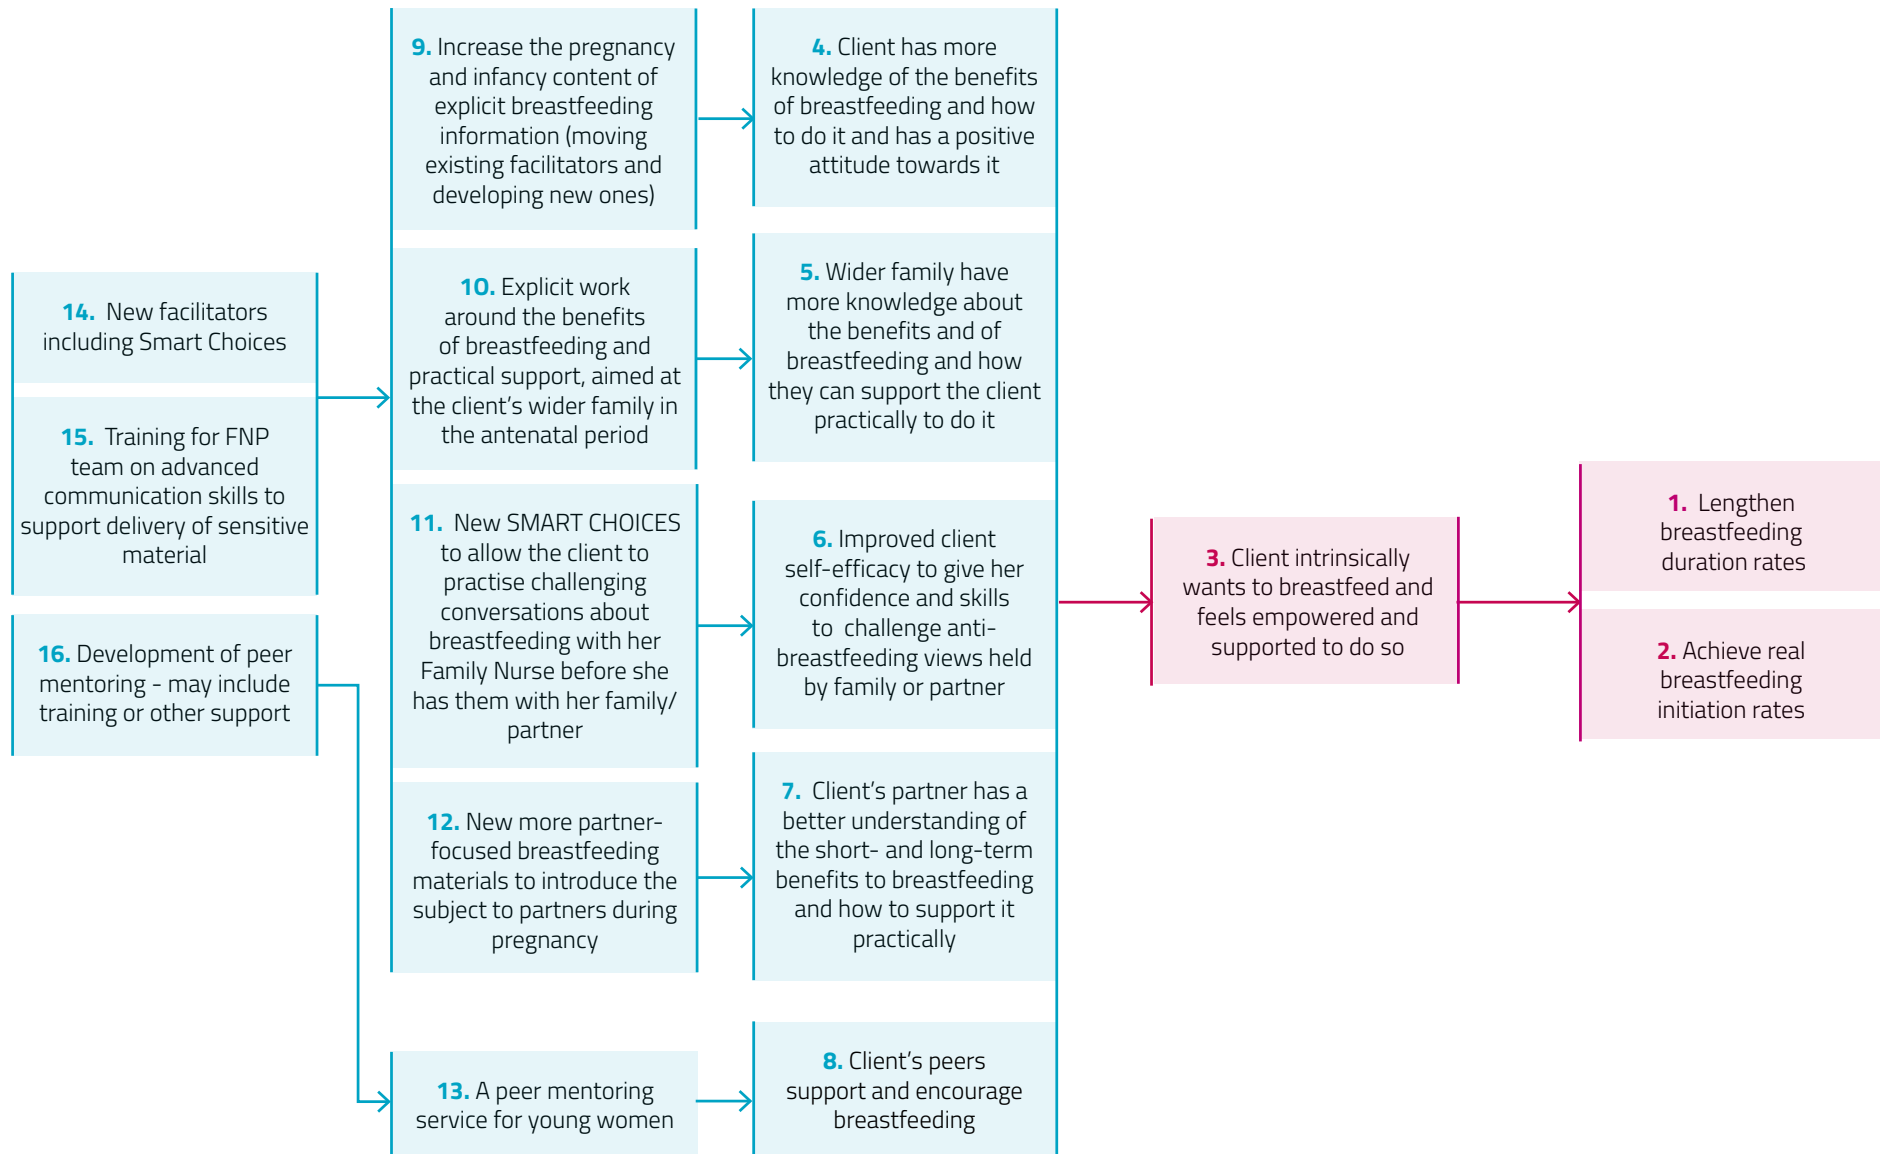 14. New facilitators
including Smart Choices
15. Training for FNP
team on advanced
communication skills to
support delivery of sensitive
material
16. Development of peer
mentoring - may include
training or other support
9. Increase the pregnancy
and infancy content of
explicit breastfeeding
information (moving
existing facilitators and
developing new ones)
10. Explicit work
around the benefits
of breastfeeding and
practical support, aimed at
the client's wider family in
the antenatal period
11. New SMART CHOICES
to allow the client to
practise challenging
conversations about
breastfeeding with her
Family Nurse before she
has them with her family/
partner
12. New more partner-
focused breastfeeding
materials to introduce the
subject to partners during
pregnancy
13. A peer mentoring
service for young women
4. Client has more
knowledge of the benefits
of breastfeeding and how
to do it and has a positive
attitude towards it
5. Wider family have
more knowledge about
the benefits and of
breastfeeding and how
they can support the client
practically to do it
6. Improved client
self-efficacy to give her
confidence and skills
to challenge anti-
breastfeeding views held
by family or partner
7. Client's partner has a
better understanding of
the short- and long-term
benefits to breastfeeding
and how to support it
practically
8. Client's peers
support and encourage
breastfeeding
3. Client intrinsically
wants to breastfeed and
feels empowered and
supported to do so
1. Lengthen
breastfeeding
duration rates
2. Achieve real
breastfeeding
initiation rates